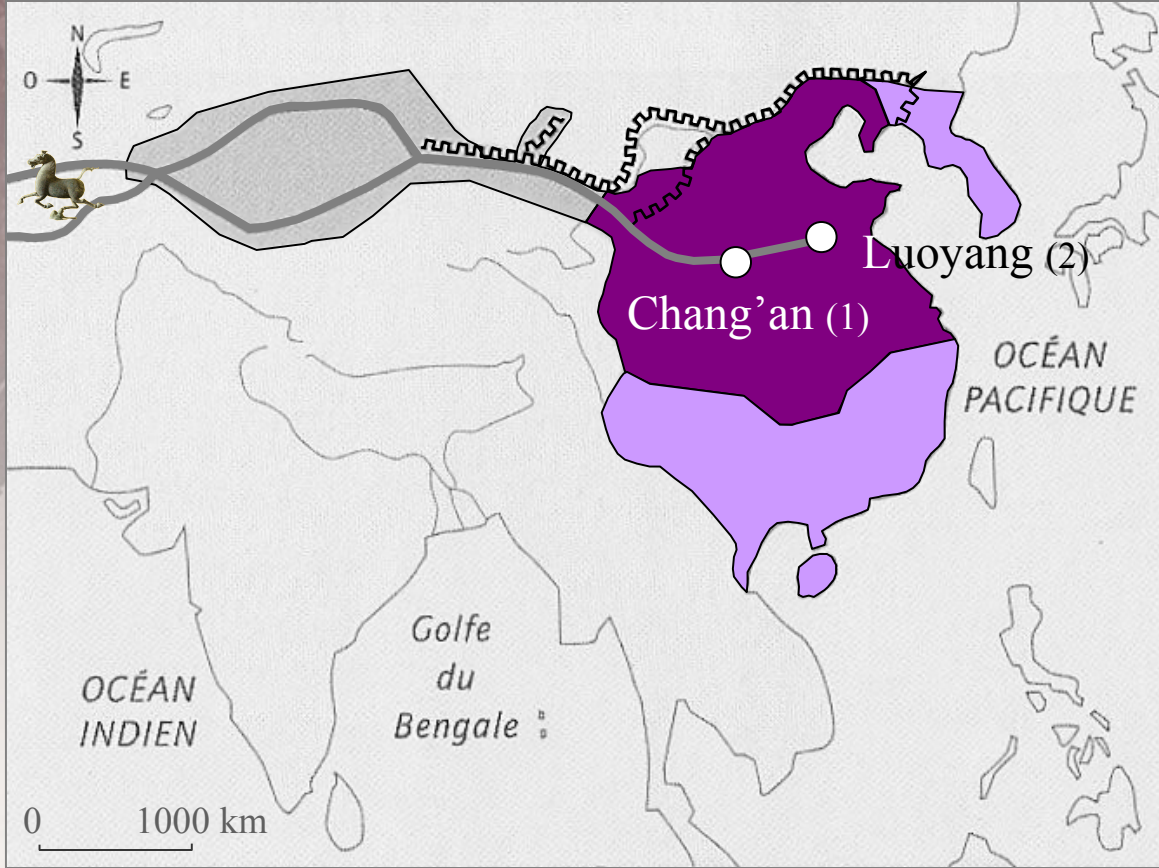 N
O E
S
Luoyang (2)
Chang’an (1)
OCÉAN
PACIFIQUE
Golfe
du
Bengale
OCÉAN
INDIEN
0 1000 km